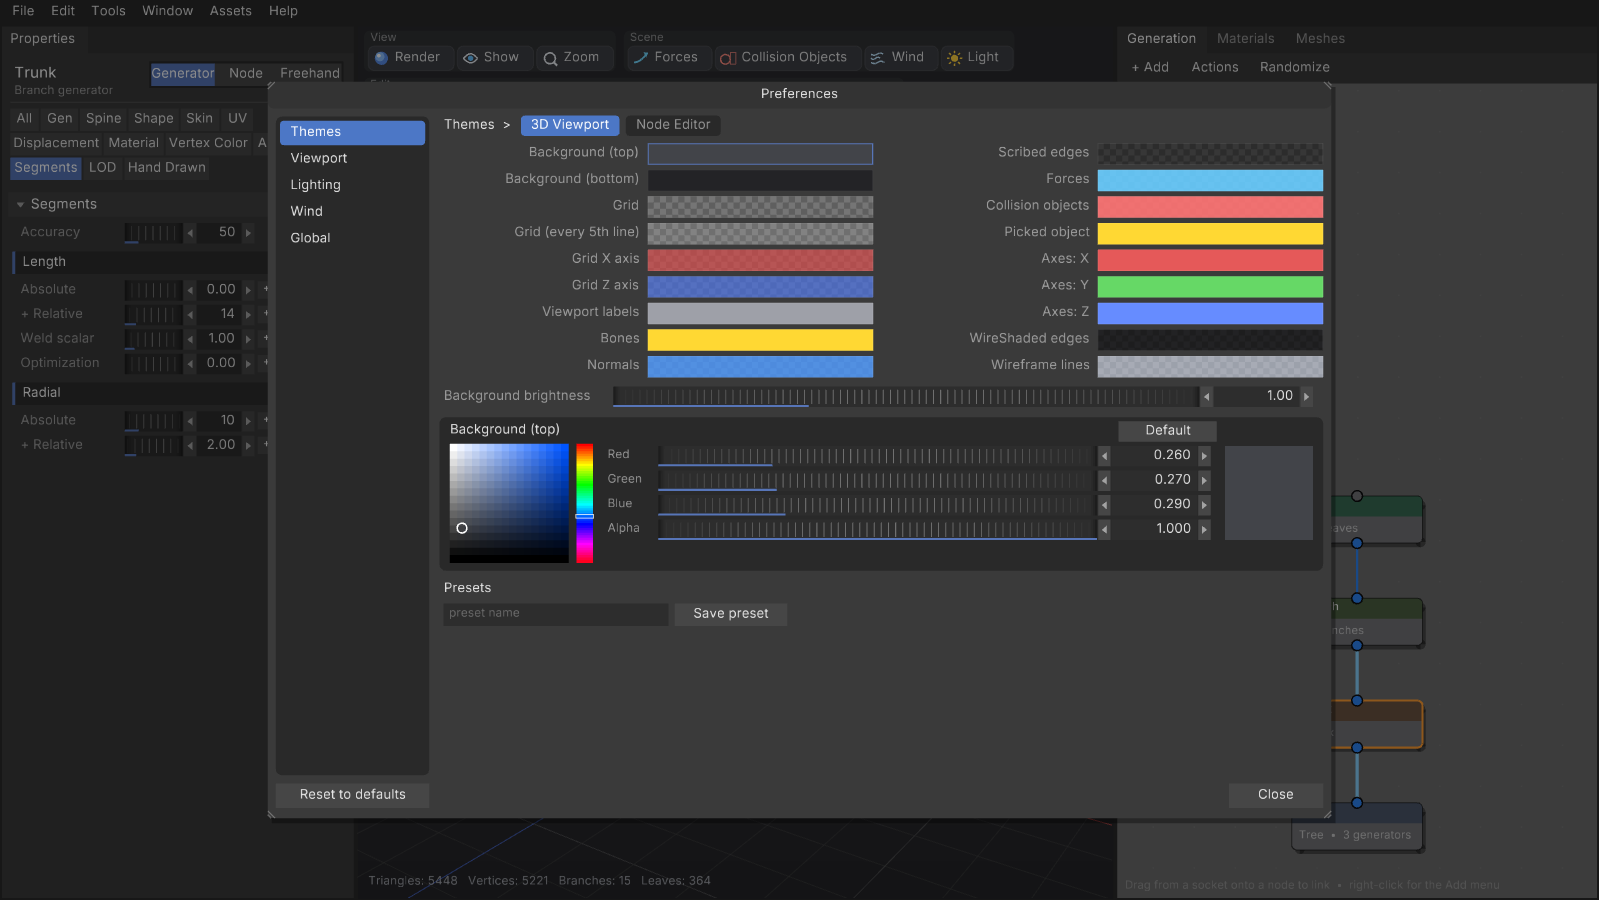 File Edit Tools Window Assets Help
Properties
Trunk
Branch generator
Generator Node Freehand
All Gen Spine Shape Skin UV
Displacement Material Vertex Color A
Segments LOD Hand Drawn
Segments
Accuracy 50
Length
Absolute 0.00
+ Relative 14
Weld scalar 1.00
Optimization 0.00
Radial
Absolute 10
+ Relative 2.00
View
Render Show Zoom
Scene
Forces Collision Objects Wind Light
Generation Materials Meshes
+ Add Actions Randomize
Preferences
Themes
Viewport
Lighting
Wind
Global
Themes > 3D Viewport Node Editor
Background (top)
Background (bottom)
Grid
Grid (every 5th line)
Grid X axis
Grid Z axis
Viewport labels
Bones
Normals
Scribed edges
Forces
Collision objects
Picked object
Axes: X
Axes: Y
Axes: Z
WireShaded edges
Wireframe lines
Background brightness 1.00
Background (top) Default
Red 0.260
Green 0.270
Blue 0.290
Alpha 1.000
Presets
preset name Save preset
Reset to defaults Close
aves
h
nches
Tree • 3 generators
Triangles: 5448 Vertices: 5221 Branches: 15 Leaves: 364
Drag from a socket onto a node to link • right-click for the Add menu